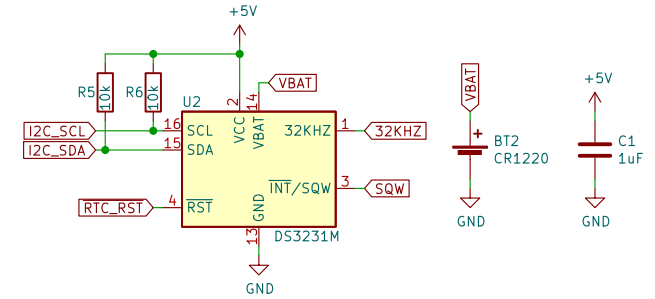 +5V
R5
10k
R6
10k
U2
VBAT
2
14
VCC
VBAT
I2C_SCL
16
SCL
32KHZ
1
32KHZ
I2C_SDA
15
SDA
RTC_RST
4
RST
INT/SQW
3
SQW
GND
13
DS3231M
GND
VBAT
+
BT2
CR1220
GND
+5V
C1
1uF
GND